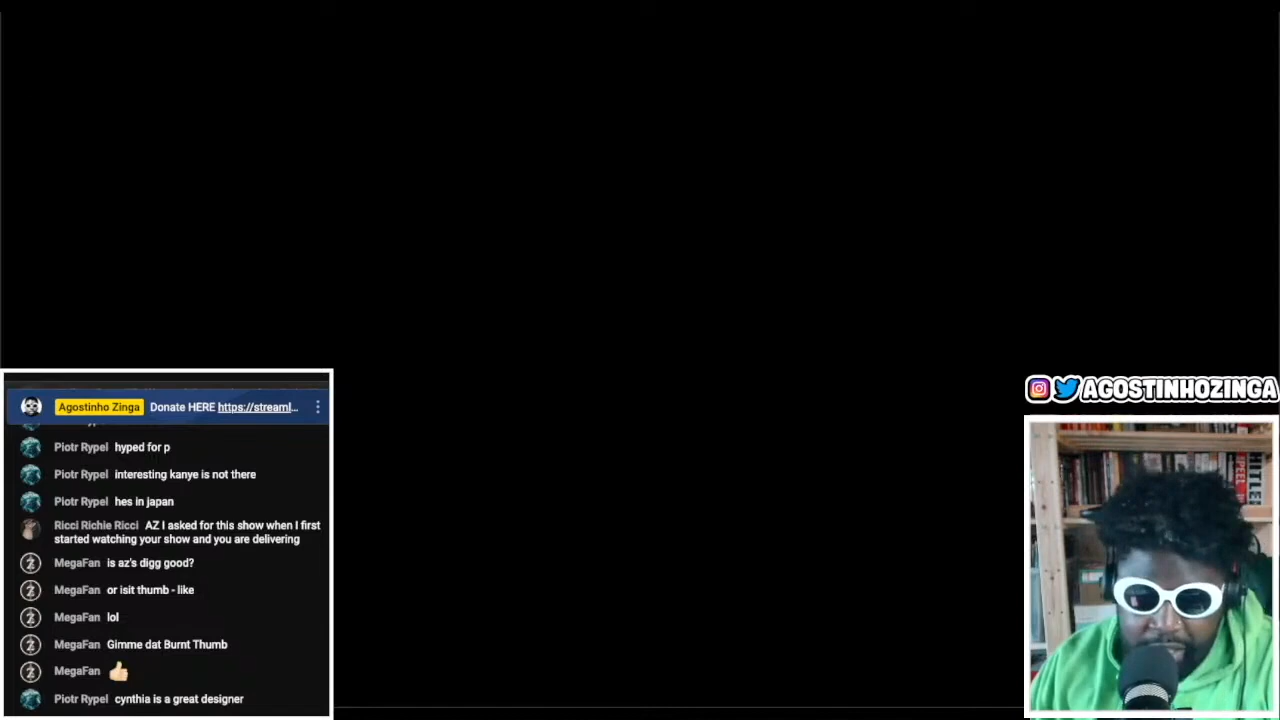 Agostinho Zinga Donate HERE https://streaml...
Piotr Rypel hyped for p
Piotr Rypel interesting kanye is not there
Piotr Rypel hes in japan
Ricci Richie Ricci AZ I asked for this show when I first
started watching your show and you are delivering
MegaFan is az's digg good?
MegaFan or isit thumb - like
MegaFan lol
MegaFan Gimme dat Burnt Thumb
MegaFan 👍🏻
Piotr Rypel cynthia is a great designer
AGOSTINHOZINGA
HITLER
SPEER